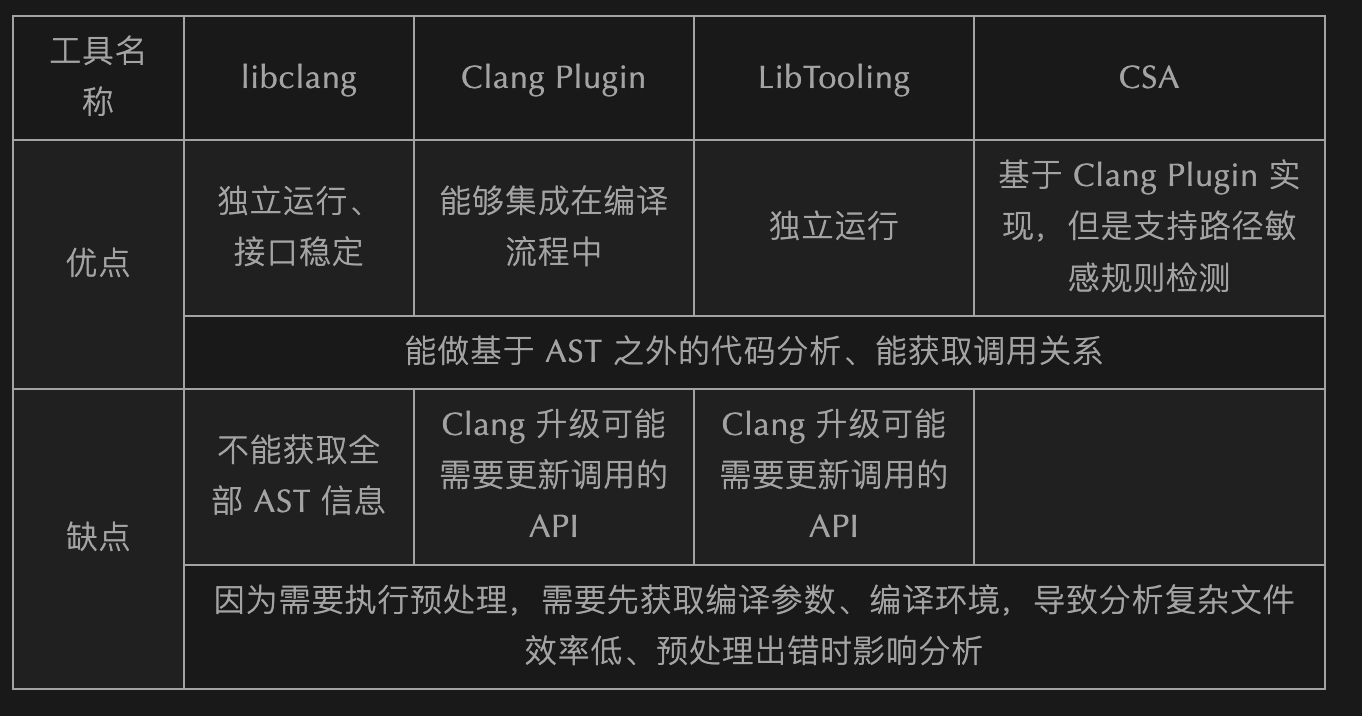 工具名
称
libclang
Clang Plugin
LibTooling
CSA
优点
独立运行、
接口稳定
能够集成在编译
流程中
独立运行
基于 Clang Plugin 实
现，但是支持路径敏
感规则检测
能做基于 AST 之外的代码分析、能获取调用关系
缺点
不能获取全
部 AST 信息
Clang 升级可能
需要更新调用的
API
Clang 升级可能
需要更新调用的
API
因为需要执行预处理，需要先获取编译参数、编译环境，导致分析复杂文件
效率低、预处理出错时影响分析